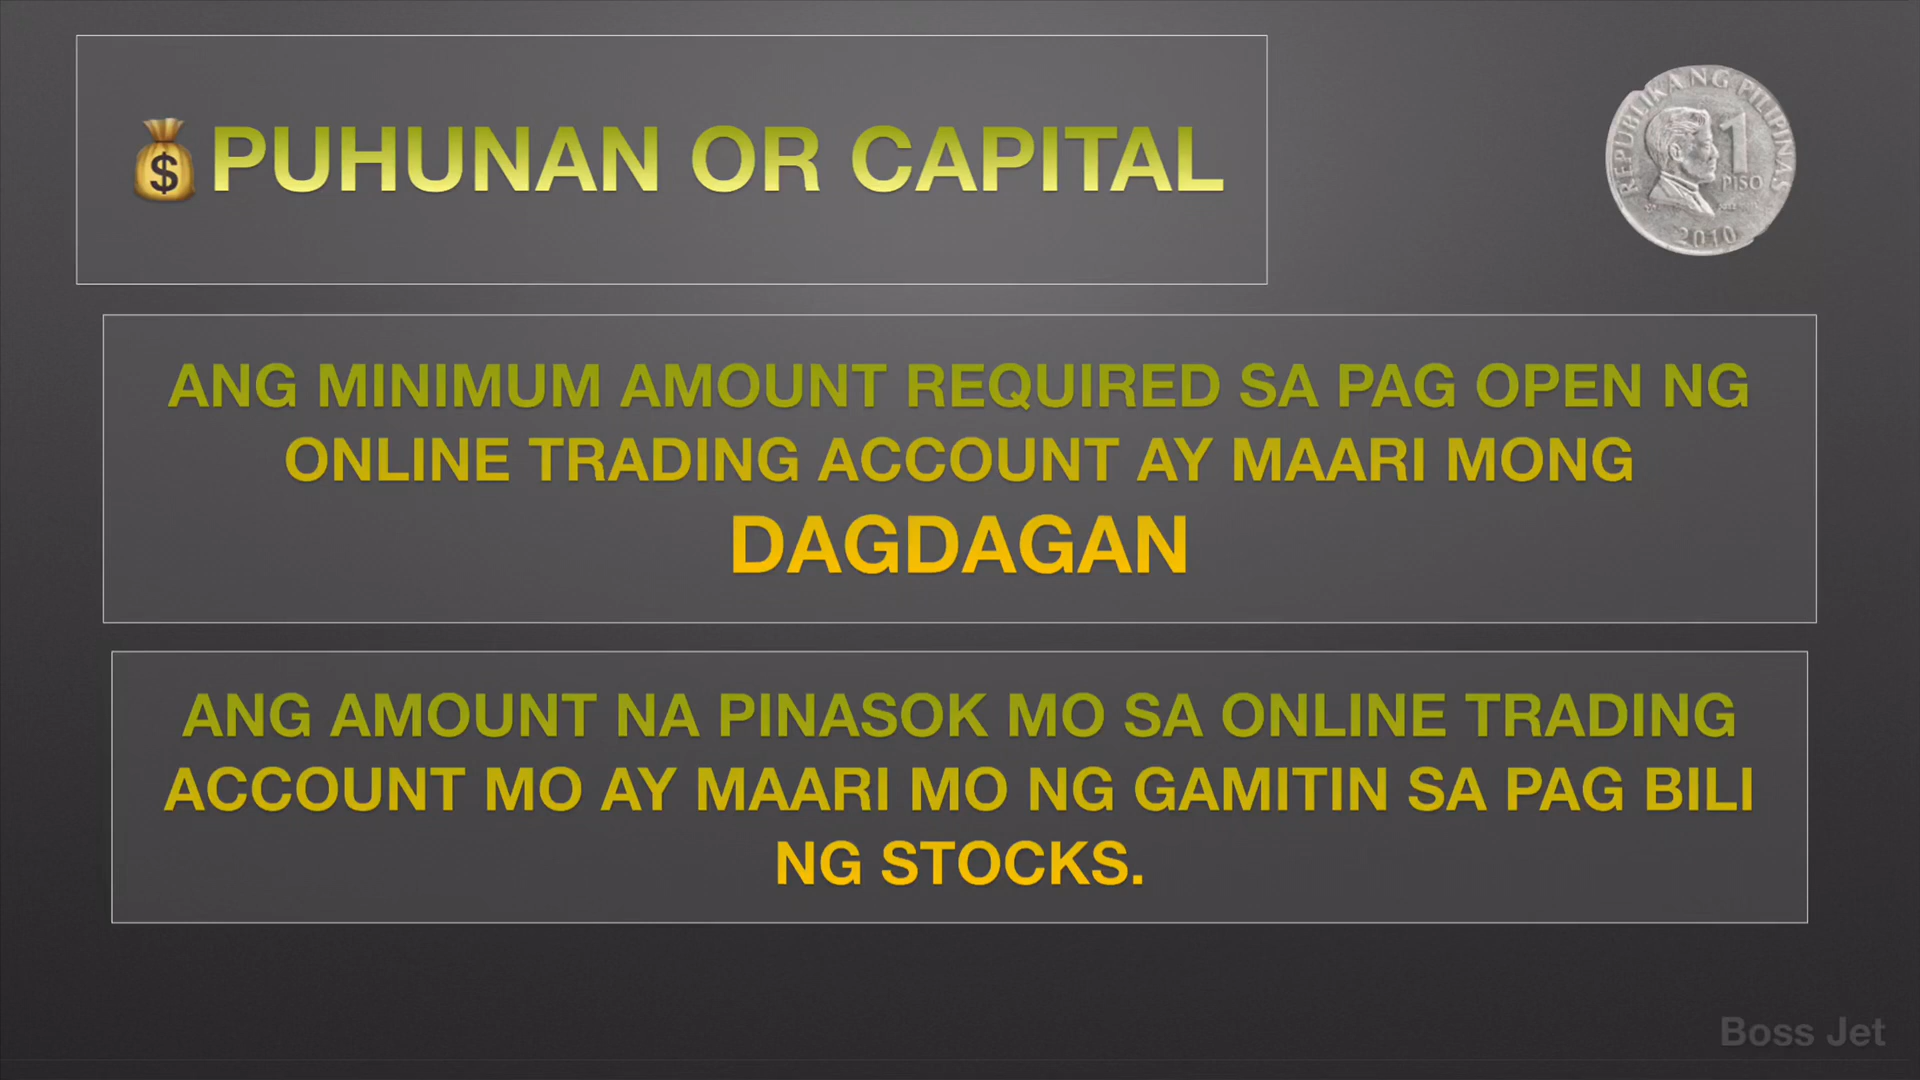 💰PUHUNAN OR CAPITAL
REPUBLIKA NG PILIPINAS
1
PISO
2010
ANG MINIMUM AMOUNT REQUIRED SA PAG OPEN NG
ONLINE TRADING ACCOUNT AY MAARI MONG
DAGDAGAN
ANG AMOUNT NA PINASOK MO SA ONLINE TRADING
ACCOUNT MO AY MAARI MO NG GAMITIN SA PAG BILI
NG STOCKS.
Boss Jet